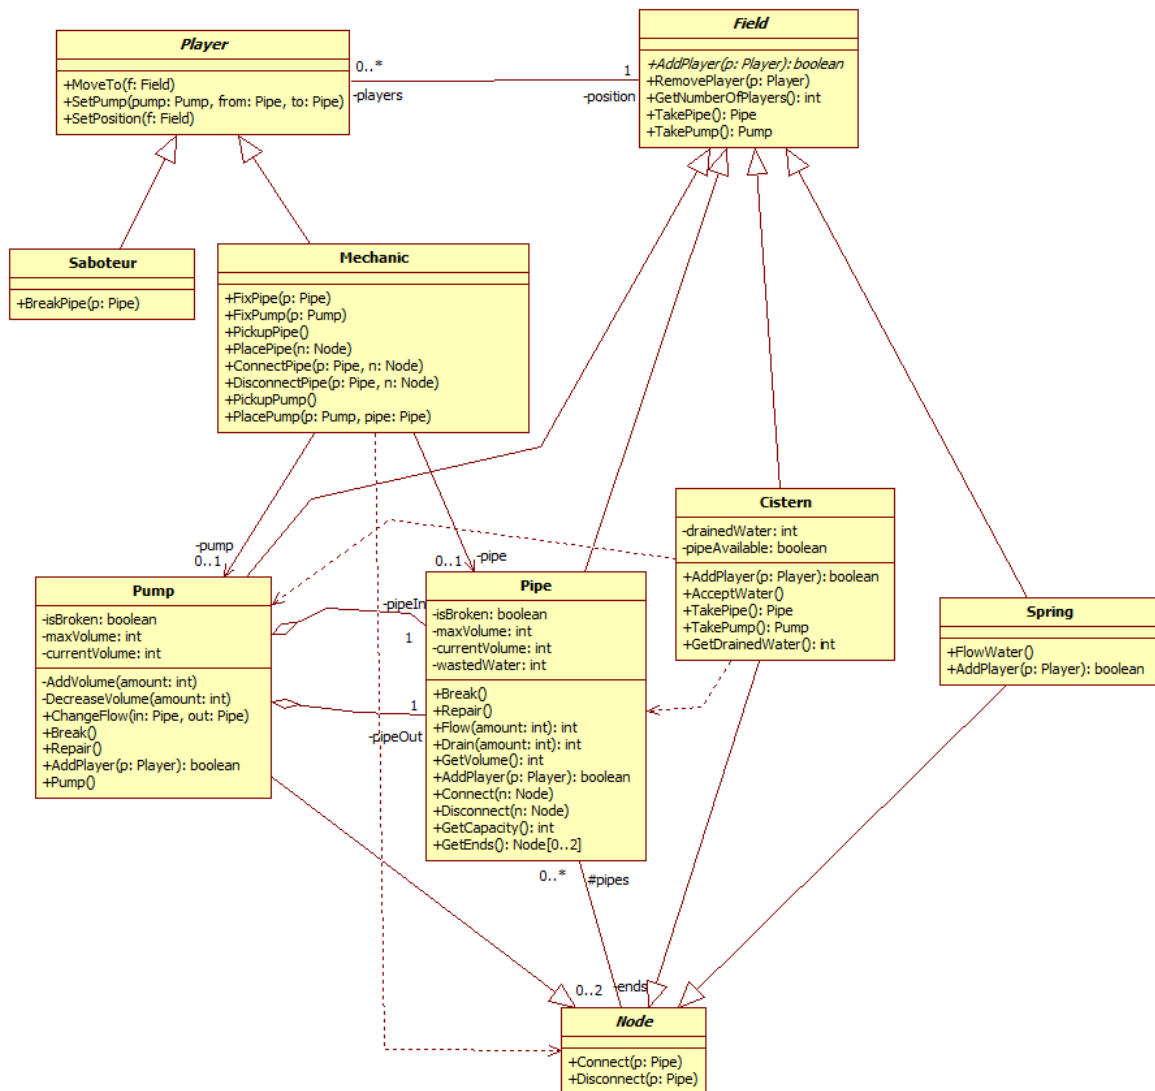 Player
+MoveTo(f: Field)
+SetPump(pump: Pump, from: Pipe, to: Pipe)
+SetPosition(f: Field)
0..*
-players
1
-position
Field
+AddPlayer(p: Player): boolean
+RemovePlayer(p: Player)
+GetNumberOfPlayers(): int
+TakePipe(): Pipe
+TakePump(): Pump
Saboteur
+BreakPipe(p: Pipe)
Mechanic
+FixPipe(p: Pipe)
+FixPump(p: Pump)
+PickupPipe()
+PlacePipe(n: Node)
+ConnectPipe(p: Pipe, n: Node)
+DisconnectPipe(p: Pipe, n: Node)
+PickupPump()
+PlacePump(p: Pump, pipe: Pipe)
-pump
0..1
0..1
-pipe
Pump
-isBroken: boolean
-maxVolume: int
-currentVolume: int
-AddVolume(amount: int)
-DecreaseVolume(amount: int)
+ChangeFlow(in: Pipe, out: Pipe)
+Break()
+Repair()
+AddPlayer(p: Player): boolean
+Pump()
-pipeIn
1
1
-pipeOut
Pipe
-isBroken: boolean
-maxVolume: int
-currentVolume: int
-wastedWater: int
+Break()
+Repair()
+Flow(amount: int): int
+Drain(amount: int): int
+GetVolume(): int
+AddPlayer(p: Player): boolean
+Connect(n: Node)
+Disconnect(n: Node)
+GetCapacity(): int
+GetEnds(): Node[0..2]
Cistern
-drainedWater: int
-pipeAvailable: boolean
+AddPlayer(p: Player): boolean
+AcceptWater()
+TakePipe(): Pipe
+TakePump(): Pump
+GetDrainedWater(): int
Spring
+FlowWater()
+AddPlayer(p: Player): boolean
0..*
#pipes
0..2
-ends
Node
+Connect(p: Pipe)
+Disconnect(p: Pipe)